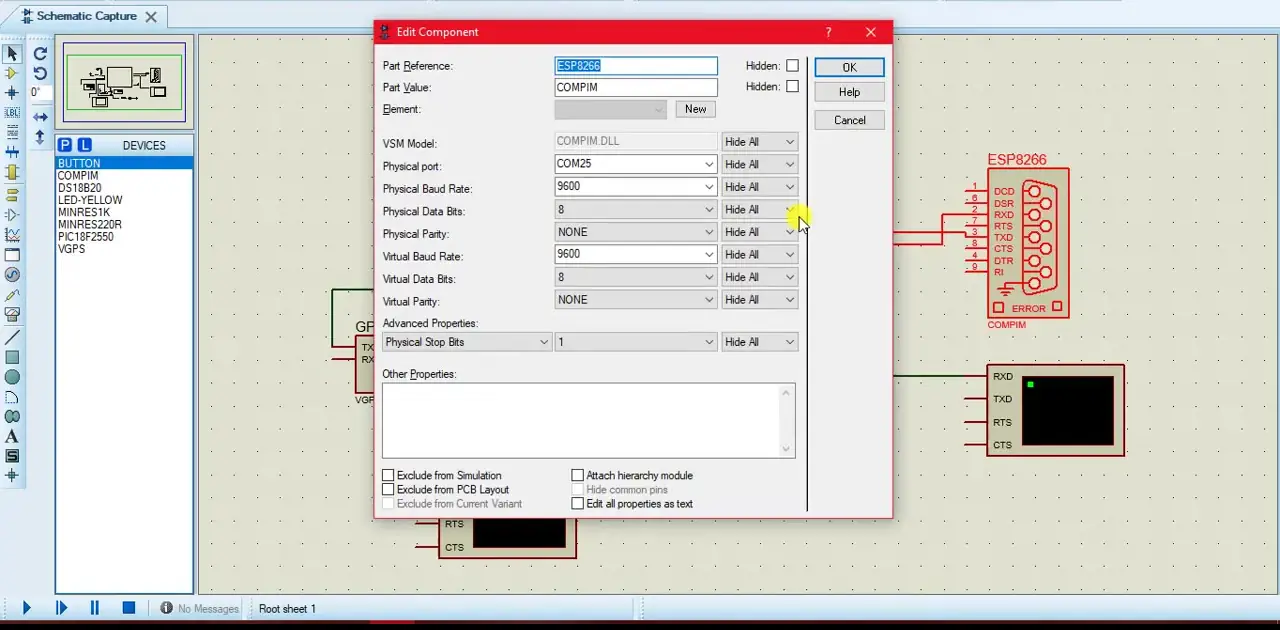 Schematic Capture
Edit Component
?
Part Reference:
ESP8266
Hidden:
OK
Part Value:
COMPIM
Hidden:
Help
Element:
New
Cancel
VSM Model:
COMPIM.DLL
Hide All
Physical port:
COM25
Hide All
Physical Baud Rate:
9600
Hide All
Physical Data Bits:
8
Hide All
Physical Parity:
NONE
Hide All
Virtual Baud Rate:
9600
Hide All
Virtual Data Bits:
8
Hide All
Virtual Parity:
NONE
Hide All
Advanced Properties:
Physical Stop Bits
1
Hide All
Other Properties:
Exclude from Simulation
Attach hierarchy module
Exclude from PCB Layout
Hide common pins
Exclude from Current Variant
Edit all properties as text
0°
LBL
A
S
P L DEVICES
BUTTON
COMPIM
DS18B20
LED-YELLOW
MINRES1K
MINRES220R
PIC18F2550
VGPS
GP
TX
RX
VGP
RTS
CTS
ESP8266
1 DCD
6 DSR
2 RXD
7 RTS
3 TXD
8 CTS
4 DTR
9 RI
ERROR
COMPIM
RXD
TXD
RTS
CTS
No Messages
Root sheet 1